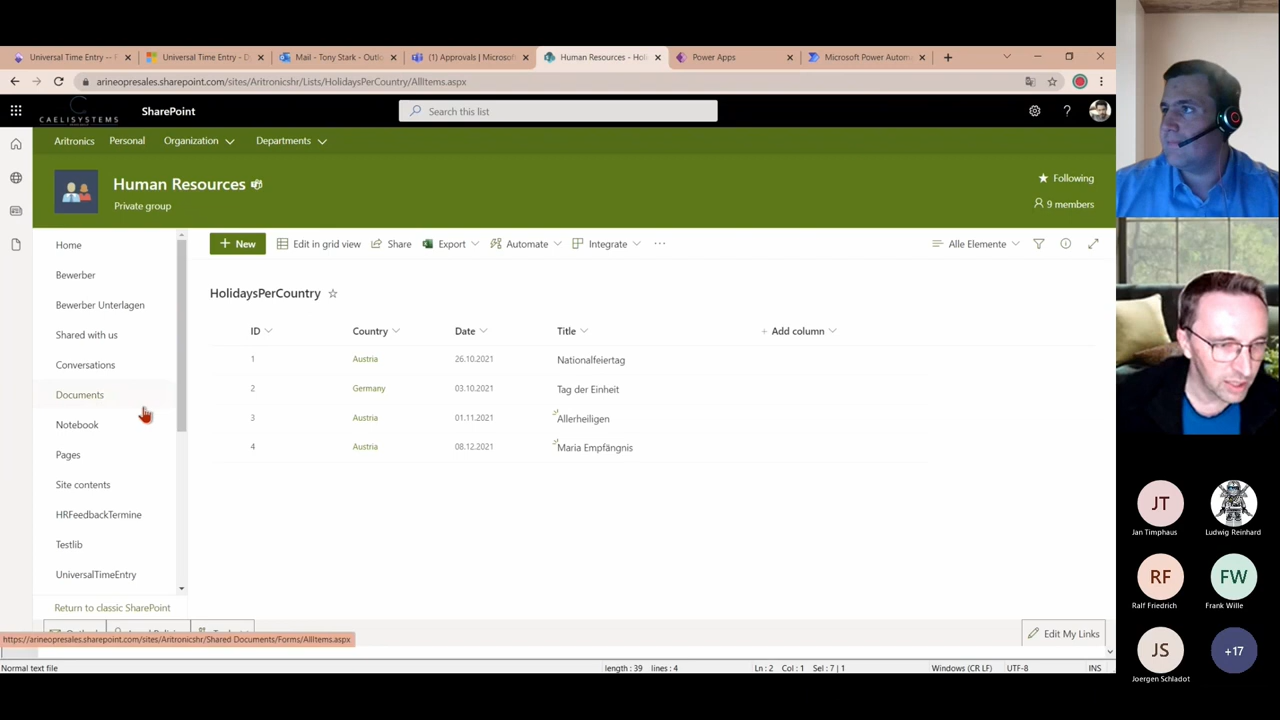 Universal Time Entry -- F
Universal Time Entry - D
Mail - Tony Stark - Outlo
(1) Approvals | Microsof
Human Resources - Hol
Power Apps
Microsoft Power Autom
arineopresales.sharepoint.com/sites/Aritronicshr/Lists/HolidaysPerCountry/AllItems.aspx
CAELISYSTEMS
SharePoint
Search this list
Aritronics
Personal
Organization
Departments
Human Resources
Private group
Following
9 members
Home
Bewerber
Bewerber Unterlagen
Shared with us
Conversations
Documents
Notebook
Pages
Site contents
HRFeedbackTermine
Testlib
UniversalTimeEntry
Return to classic SharePoint
+ New
Edit in grid view
Share
Export
Automate
Integrate
Alle Elemente
HolidaysPerCountry
ID Country Date Title + Add column
1 Austria 26.10.2021 Nationalfeiertag
2 Germany 03.10.2021 Tag der Einheit
3 Austria 01.11.2021 Allerheiligen
4 Austria 08.12.2021 Maria Empfängnis
Edit My Links
https://arineopresales.sharepoint.com/sites/Aritronicshr/Shared Documents/Forms/AllItems.aspx
Normal text file
length : 39 lines : 4
Ln : 2 Col : 1 Sel : 7 | 1
Windows (CR LF)
UTF-8
INS
JT
Jan Timphaus
Ludwig Reinhard
RF
Ralf Friedrich
FW
Frank Wille
JS
Joergen Schladot
+17